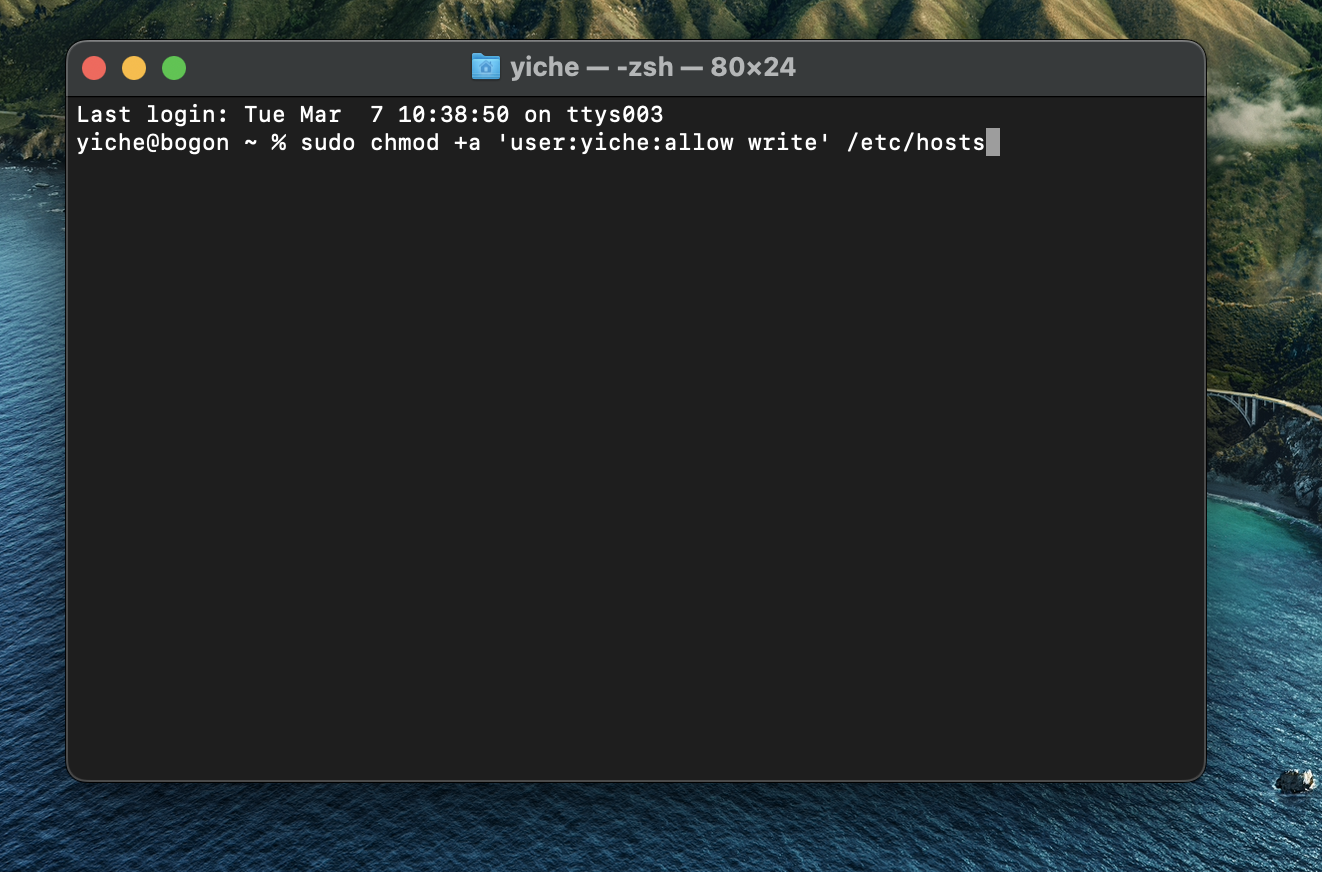 yiche — -zsh — 80×24
Last login: Tue Mar  7 10:38:50 on ttys003
yiche@bogon ~ % sudo chmod +a 'user:yiche:allow write' /etc/hosts